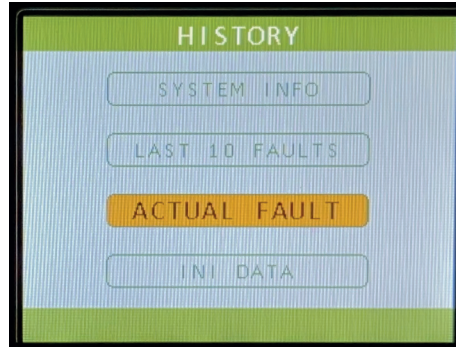 HISTORY
SYSTEM INFO
LAST 10 FAULTS
ACTUAL FAULT
INI DATA